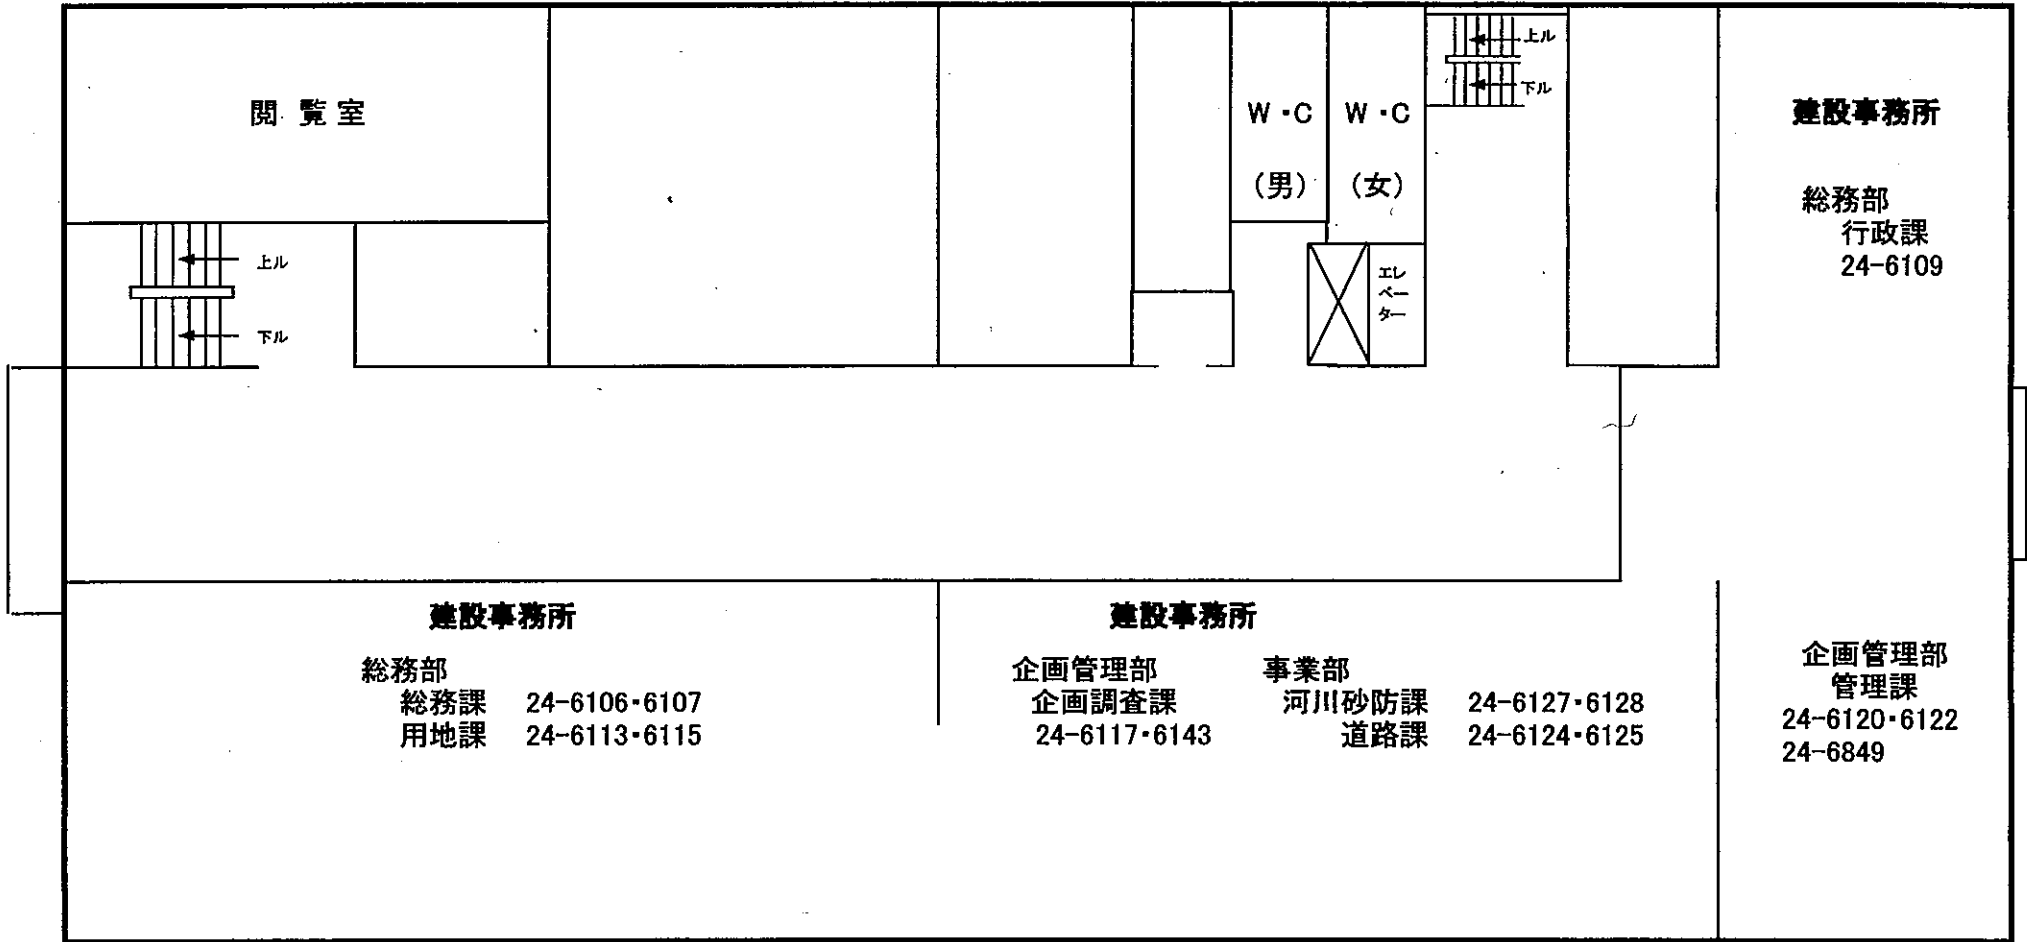 閲覧室
上ル
下ル
W・C
(男)
W・C
(女)
エレ
ベー
ター
上ル
下ル
建設事務所
総務部
行政課
24-6109
建設事務所
総務部
総務課 24-6106・6107
用地課 24-6113・6115
建設事務所
企画管理部
企画調査課
24-6117・6143
事業部
河川砂防課 24-6127・6128
道路課 24-6124・6125
企画管理部
管理課
24-6120・6122
24-6849